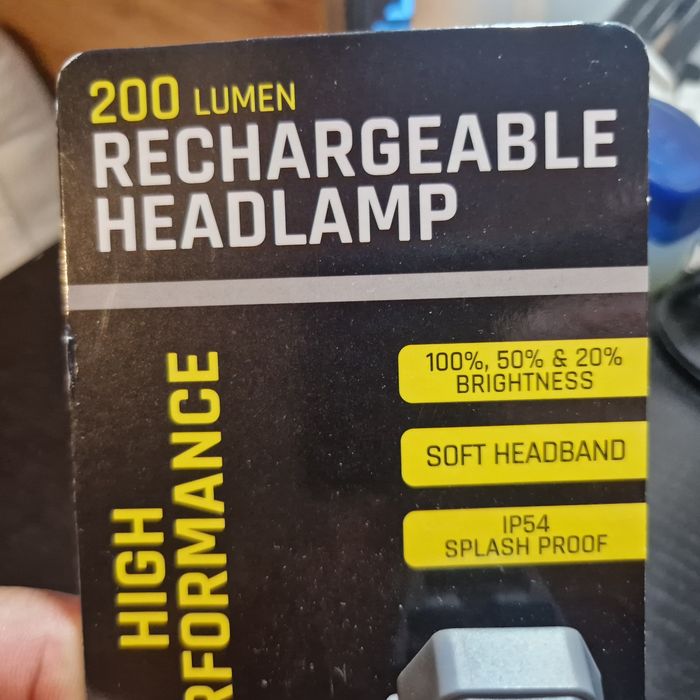 200 LUMEN
RECHARGEABLE
HEADLAMP
100%, 50% & 20%
BRIGHTNESS
SOFT HEADBAND
IP54
SPLASH PROOF
HIGH
RFORMANCE